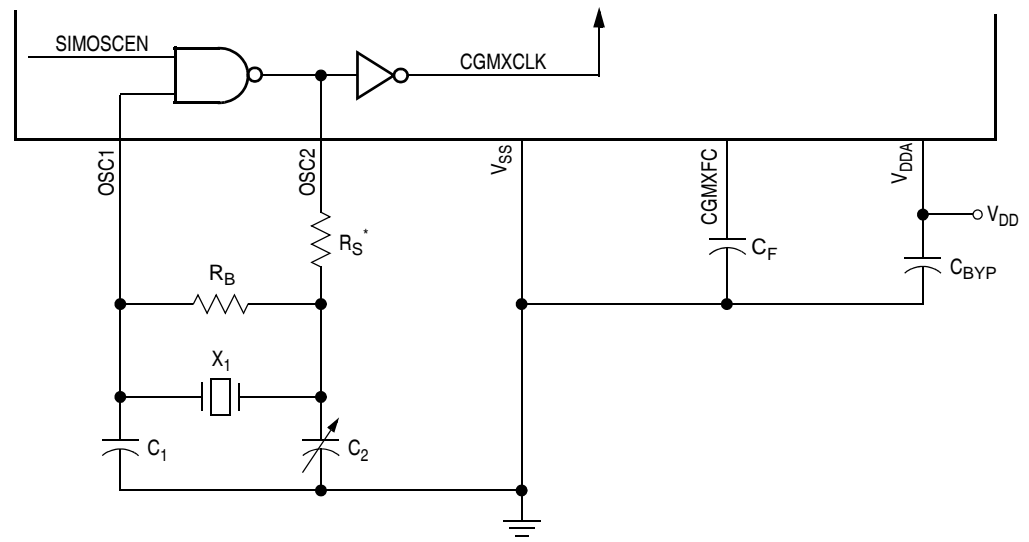 SIMOSCEN
CGMXCLK
OSC1
OSC2
VSS
CGMXFC
VDDA
VDD
RS*
CF
CBYP
RB
X1
C1
C2